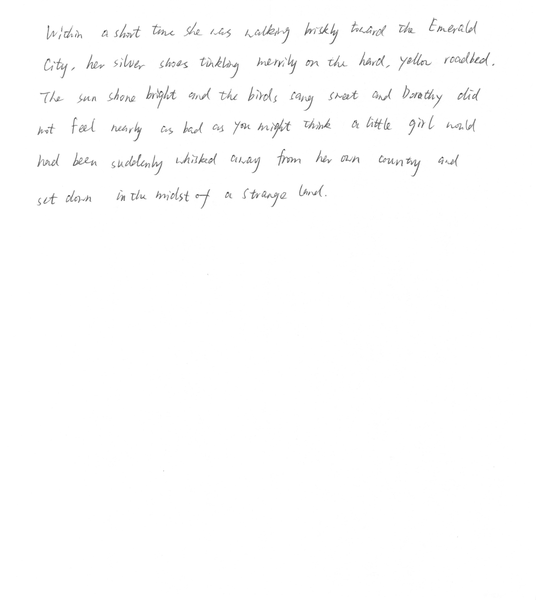 Within a short time she was walking briskly toward the Emerald
City, her silver shoes tinkling merrily on the hard, yellow roadbed.
The sun shone bright and the birds sang sweet and Dorothy did
not feel nearly as bad as you might think a little girl would
had been suddenly whisked away from her own country and
set down in the midst of a strange land.